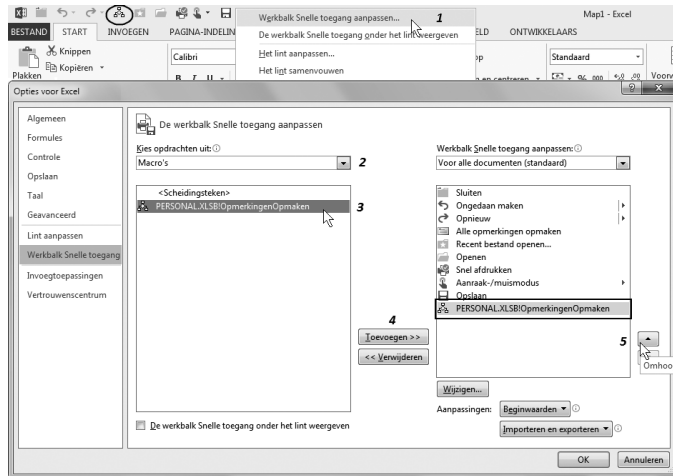 Map1 - Excel
BESTAND START INVOEGEN PAGINA-INDELIN ELD ONTWIKKELAARS
Werkbalk Snelle toegang aanpassen... 1
De werkbalk Snelle toegang onder het lint weergeven
Het lint aanpassen...
Het lint samenvouwen
Knippen
Kopiëren
Plakken
Calibri
B I U
en centreren
Standaard
% 000
Voorw
Opties voor Excel
Algemeen
Formules
Controle
Opslaan
Taal
Geavanceerd
Lint aanpassen
Werkbalk Snelle toegang
Invoegtoepassingen
Vertrouwenscentrum
De werkbalk Snelle toegang aanpassen
Kies opdrachten uit:
Macro's 2
<Scheidingsteken>
PERSONAL.XLSB!OpmerkingenOpmaken 3
4
Toevoegen >>
<< Verwijderen
De werkbalk Snelle toegang onder het lint weergeven
Werkbalk Snelle toegang aanpassen:
Voor alle documenten (standaard)
Sluiten
Ongedaan maken
Opnieuw
Alle opmerkingen opmaken
Recent bestand openen...
Openen
Snel afdrukken
Aanraak-/muismodus
Opslaan
PERSONAL.XLSB!OpmerkingenOpmaken
5
Omhoo
Wijzigen...
Aanpassingen: Beginwaarden
Importeren en exporteren
OK Annuleren